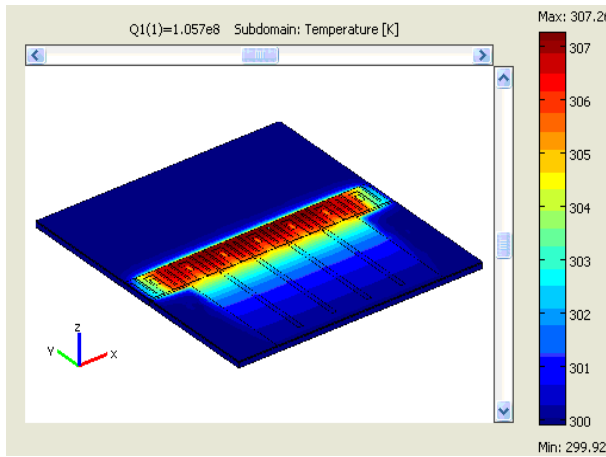 Q1(1)=1.057e8 Subdomain: Temperature [K]
Max: 307.26
307
306
305
304
303
302
301
300
Min: 299.92
z
y
x